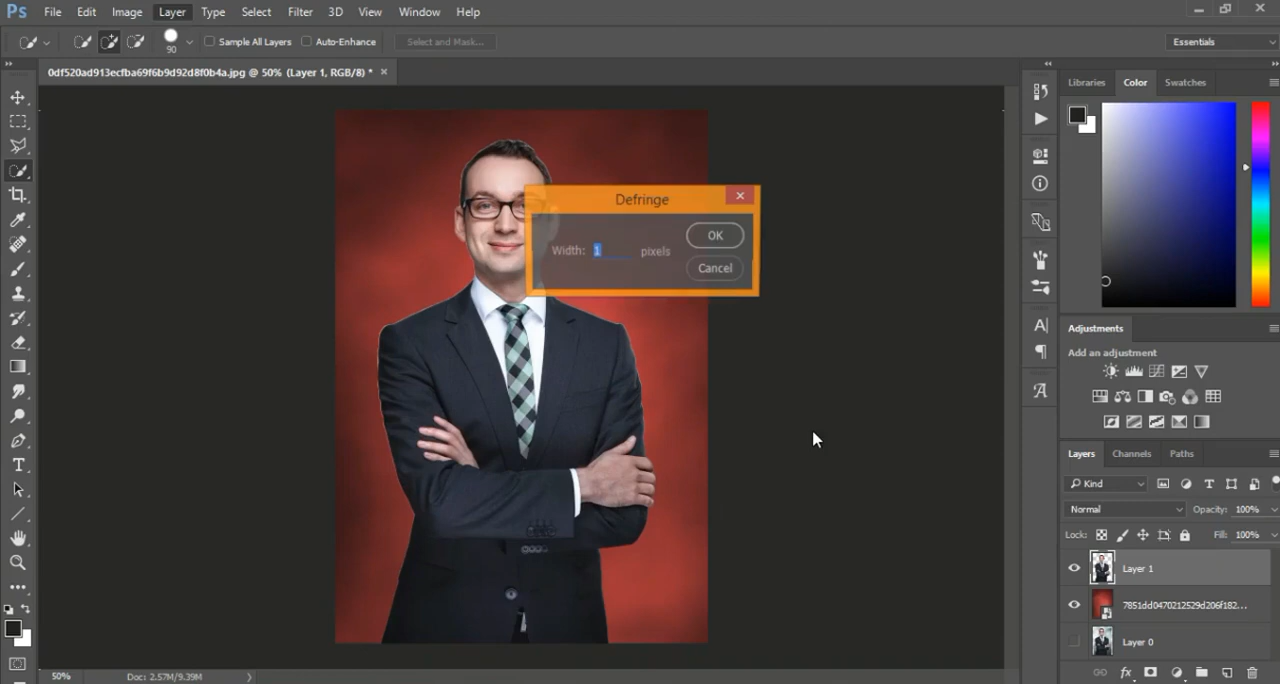 Ps File Edit Image Layer Type Select Filter 3D View Window Help
90 Sample All Layers Auto-Enhance Select and Mask... Essentials
0df520ad913ecfba69f6b9d92d8f0b4a.jpg @ 50% (Layer 1, RGB/8) * ×
Libraries Color Swatches
Defringe
Width: 1 pixels
OK
Cancel
Adjustments
Add an adjustment
Layers Channels Paths
Kind
Normal Opacity: 100%
Lock: Fill: 100%
Layer 1
7851dd0470212529d206f182...
Layer 0
50% Doc: 2.57M/9.39M